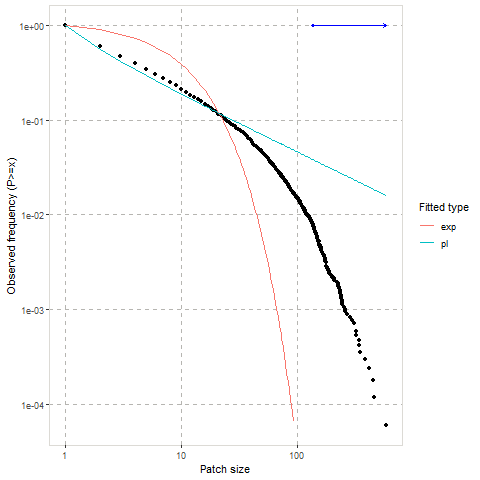 1e+00
1e-01
1e-02
1e-03
1e-04
Observed frequency (P>=x)
1
10
100
Patch size
Fitted type
exp
pl